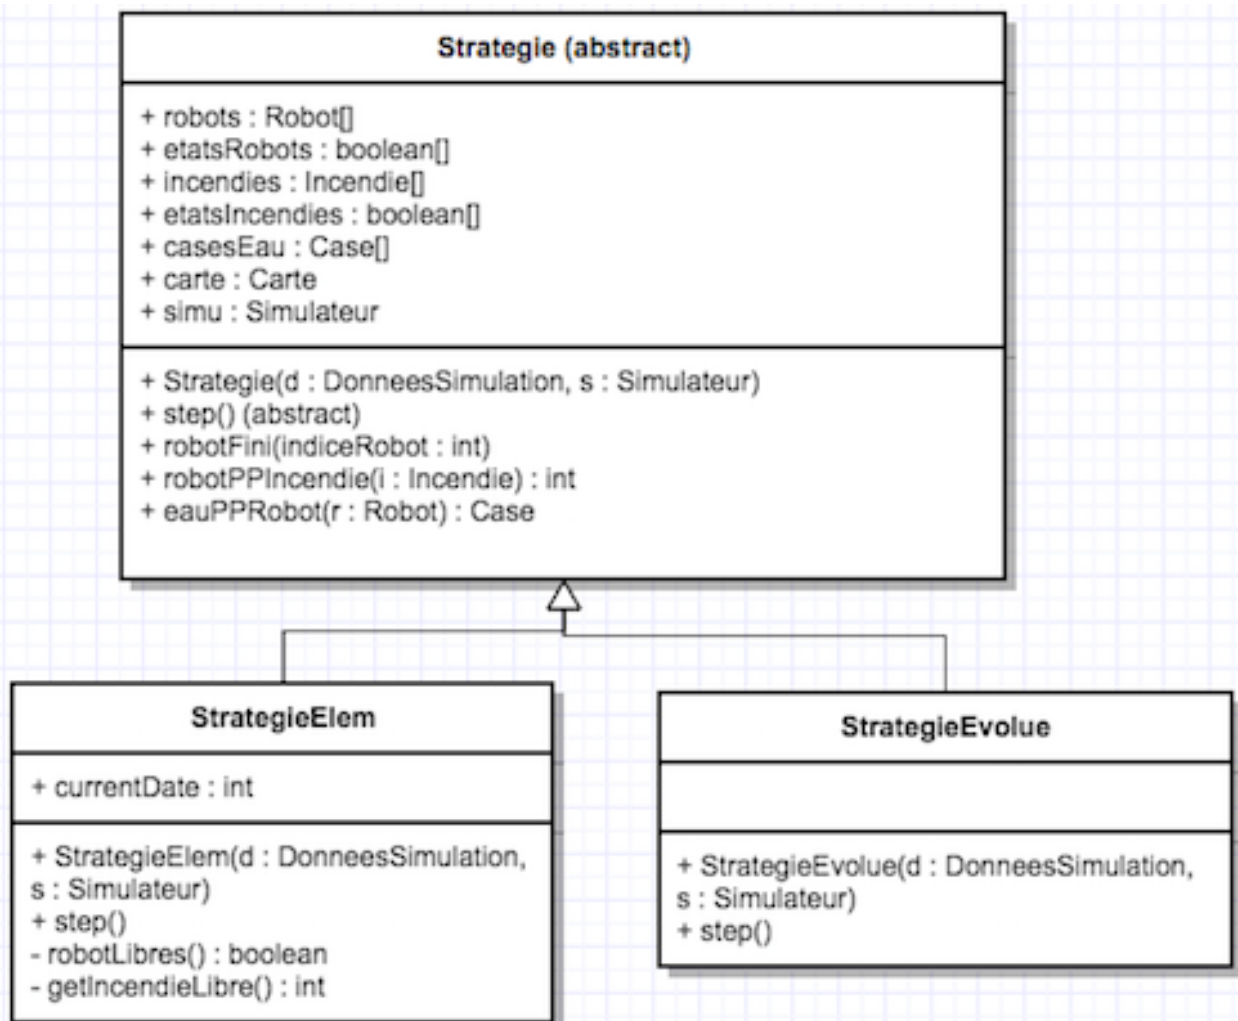 Strategie (abstract)
+ robots : Robot[]
+ etatsRobots : boolean[]
+ incendies : Incendie[]
+ etatsIncendies : boolean[]
+ casesEau : Case[]
+ carte : Carte
+ simu : Simulateur
+ Strategie(d : DonneesSimulation, s : Simulateur)
+ step() (abstract)
+ robotFini(indiceRobot : int)
+ robotPPIncendie(i : Incendie) : int
+ eauPPRobot(r : Robot) : Case
StrategieElem
+ currentDate : int
+ StrategieElem(d : DonneesSimulation,
s : Simulateur)
+ step()
- robotLibres() : boolean
- getIncendieLibre() : int
StrategieEvolue
+ StrategieEvolue(d : DonneesSimulation,
s : Simulateur)
+ step()